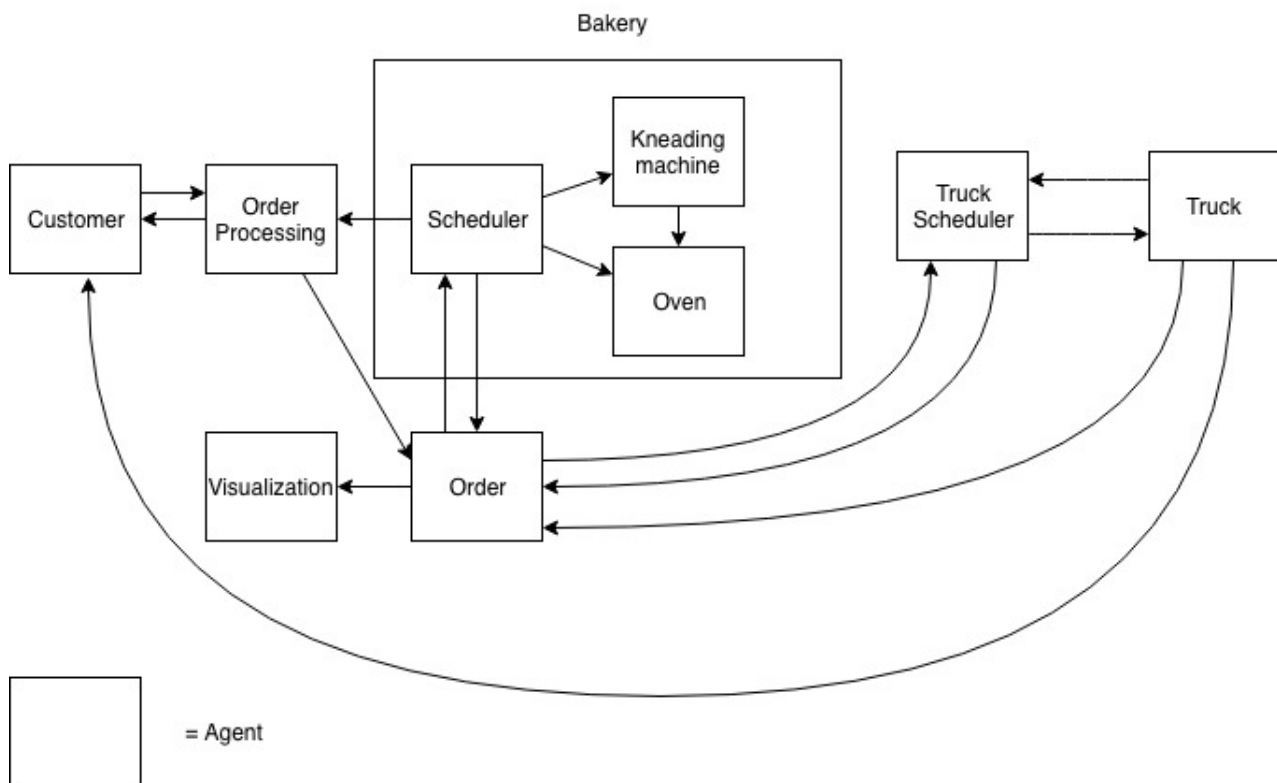 Bakery
Kneading
machine
Customer
Order
Processing
Scheduler
Truck
Scheduler
Truck
Oven
Visualization
Order
= Agent